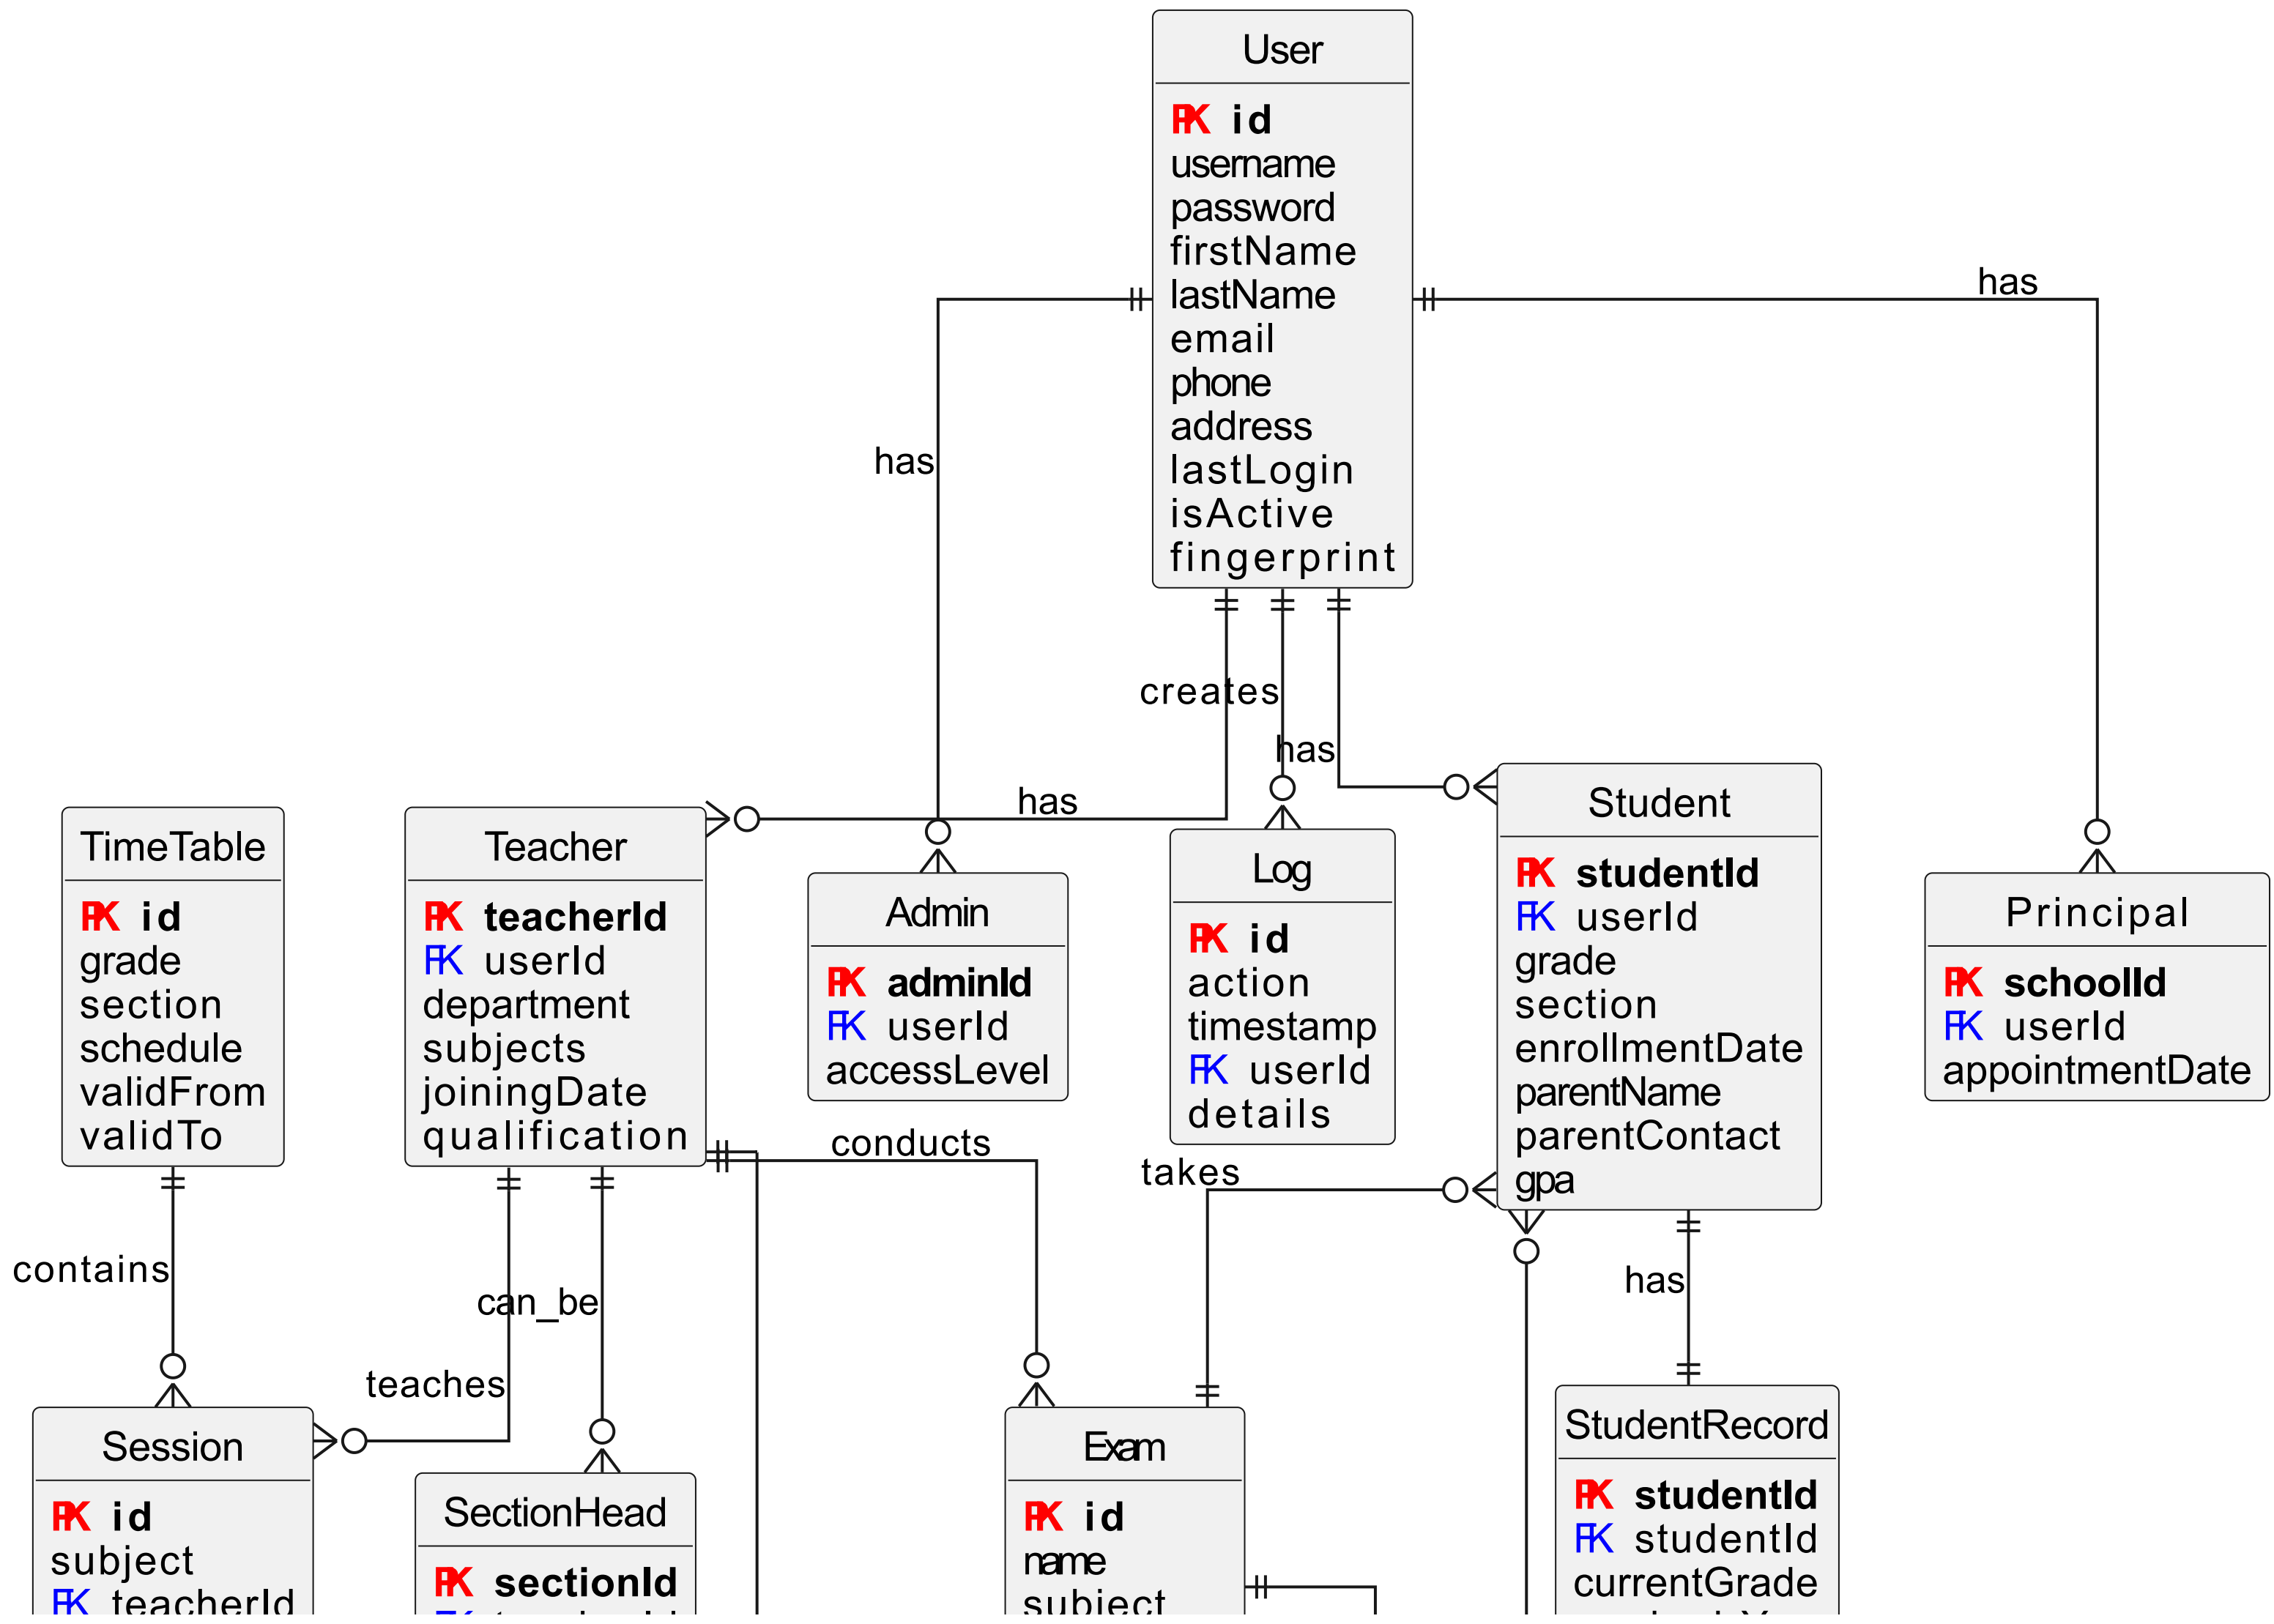 User
PK id
username
password
firstName
lastName
email
phone
address
lastLogin
isActive
fingerprint
has
has
creates
has
has
TimeTable
PK id
grade
section
schedule
validFrom
validTo
Teacher
PK teacherId
FK userId
department
subjects
joiningDate
qualification
Admin
PK adminId
FK userId
accessLevel
Log
PK id
action
timestamp
FK userId
details
Student
PK studentId
FK userId
grade
section
enrollmentDate
parentName
parentContact
gpa
Principal
PK schoolId
FK userId
appointmentDate
conducts
takes
contains
can_be
has
teaches
Session
PK id
subject
FK teacherId
SectionHead
PK sectionId
Exam
PK id
name
subject
StudentRecord
PK studentId
FK studentId
currentGrade